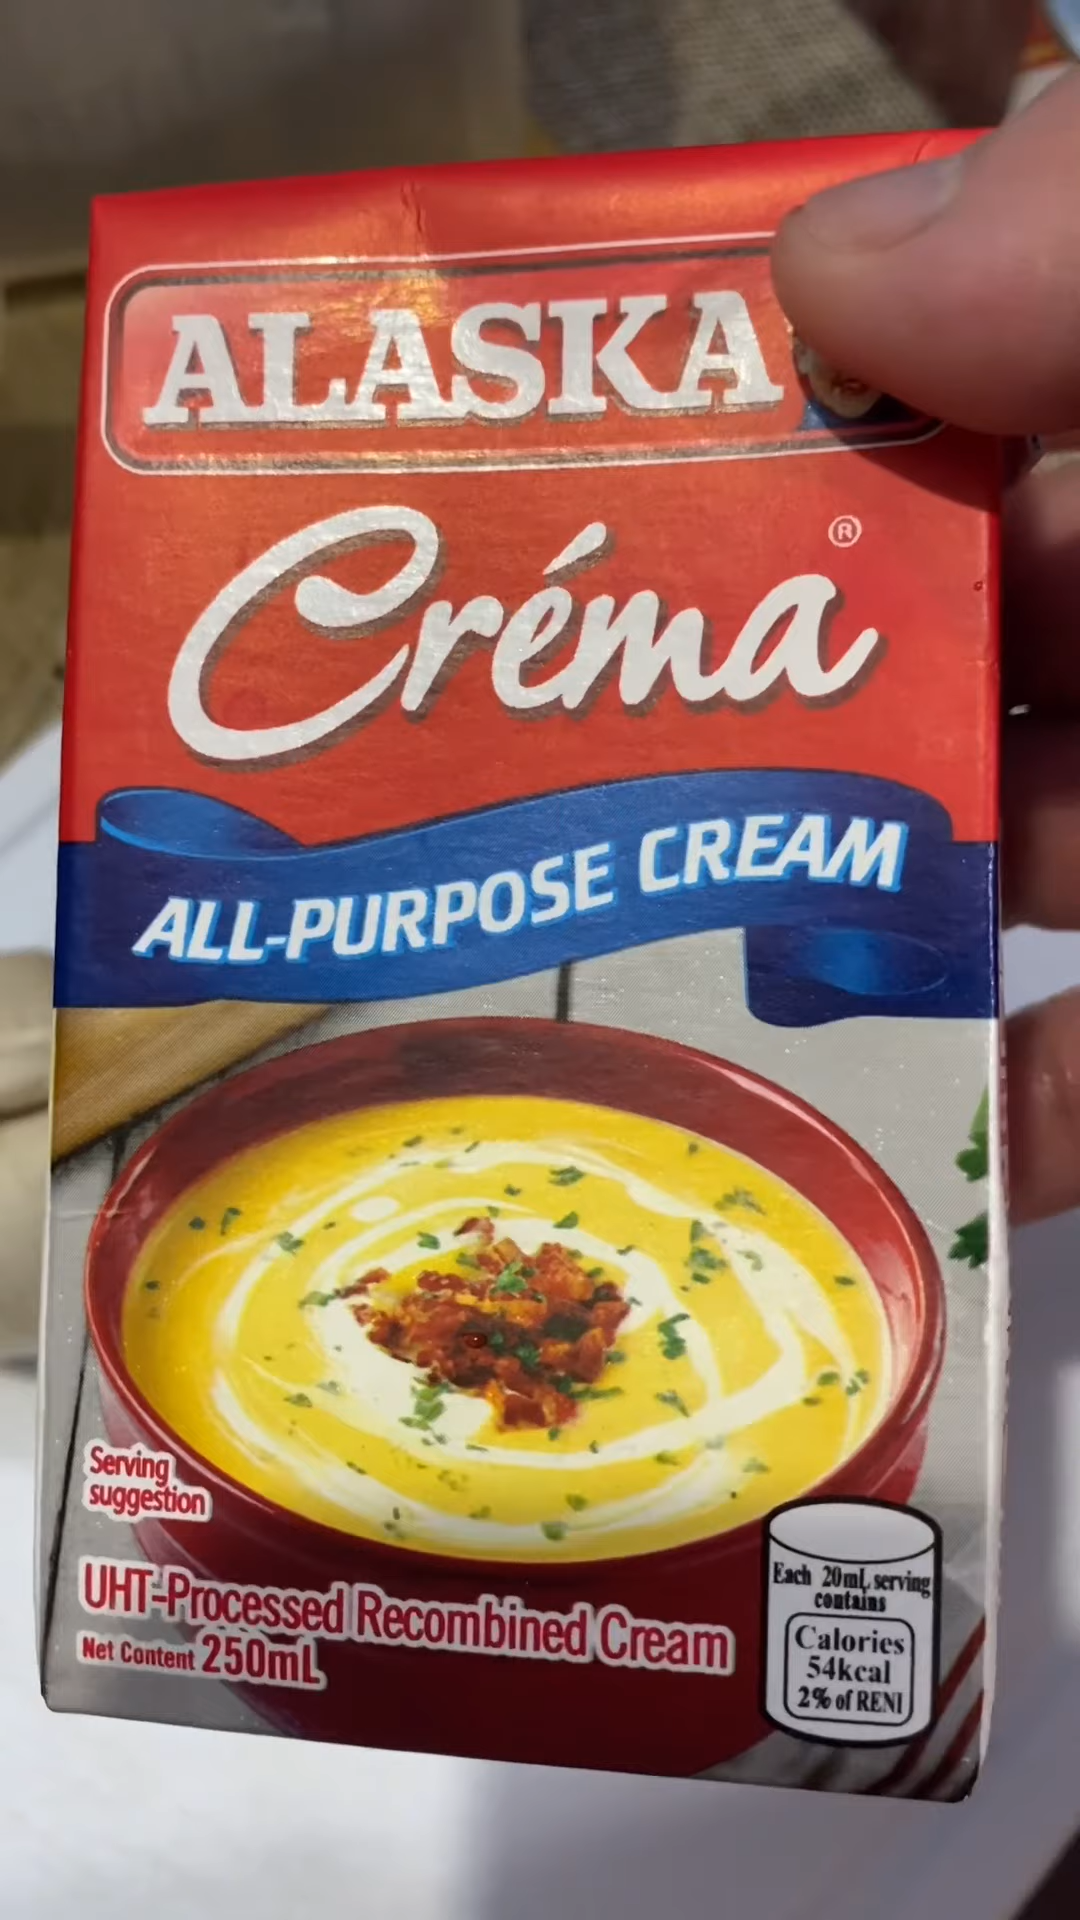 ALASKA
Créma ®
ALL-PURPOSE CREAM
Serving
suggestion
UHT-Processed Recombined Cream
Net Content 250mL
Each 20mL serving
contains
Calories
54kcal
2% of RENI